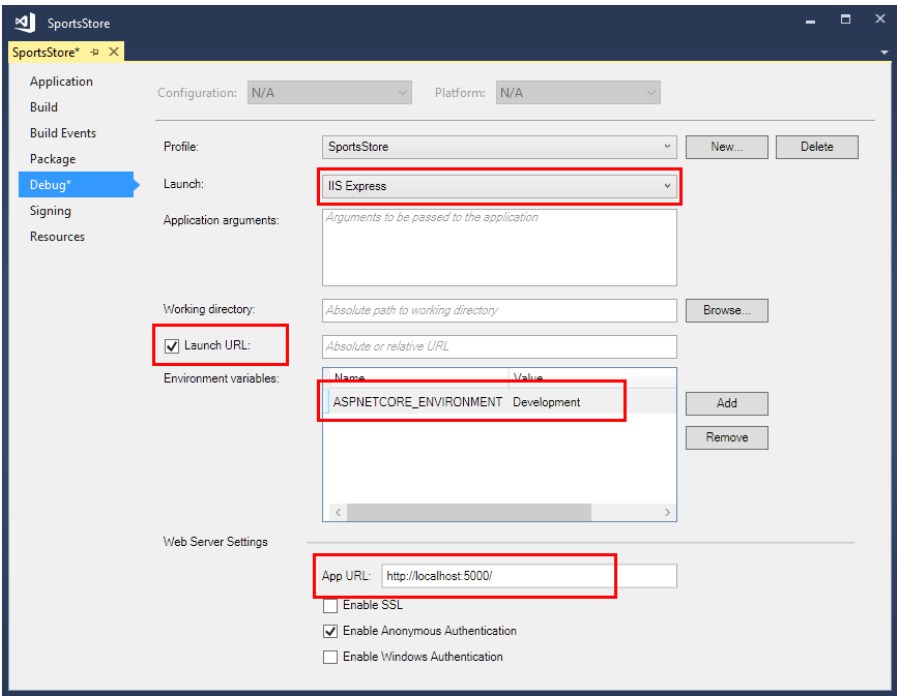 SportsStore
SportsStore*
Application
Build
Build Events
Package
Debug*
Signing
Resources
Configuration: N/A Platform: N/A
Profile: SportsStore New... Delete
Launch: IIS Express
Application arguments: Arguments to be passed to the application
Working directory: Absolute path to working directory Browse...
Launch URL: Absolute or relative URL
Environment variables: Name Value
ASPNETCORE_ENVIRONMENT Development Add
Remove
Web Server Settings
App URL: http://localhost:5000/
Enable SSL
Enable Anonymous Authentication
Enable Windows Authentication